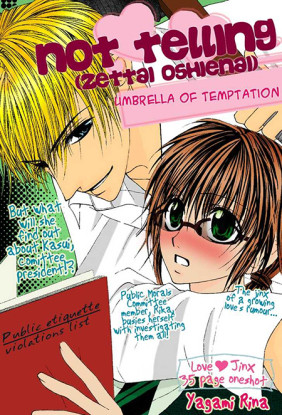 not telling
(zettai oshienai)
UMBRELLA OF TEMPTATION
But what
will she
find out
about Kasui,
comittee
president!?
Public Morals
Committee
member, Rika,
busies herself
with investigating
them all!
The jinx
of a growing
love's rumour...
Public etiquette
violations list
Love ♥ Jinx
35 page oneshot
Yagami Rina